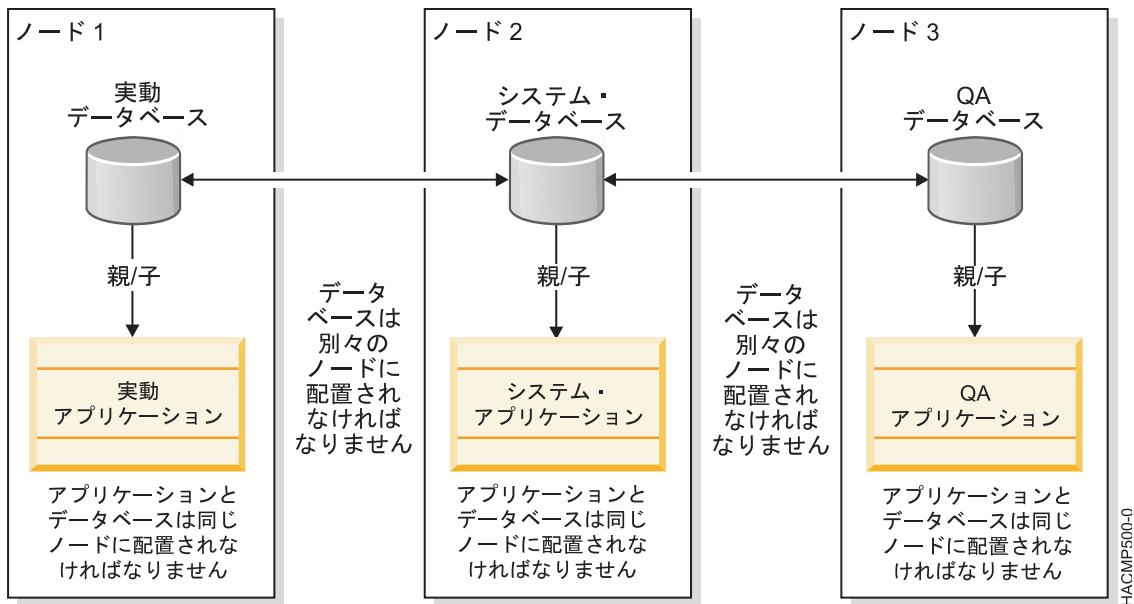 ノード 1
実動
データベース
親/子
実動
アプリケーション
アプリケーションと
データベースは同じ
ノードに配置されな
ければなりません
データ
ベースは
別々の
ノードに
配置され
なければ
なりません
ノード 2
システム・
データベース
親/子
システム・
アプリケーション
アプリケーションと
データベースは同じ
ノードに配置されな
ければなりません
データ
ベースは
別々の
ノードに
配置され
なければ
なりません
ノード 3
QA
データベース
親/子
QA
アプリケーション
アプリケーションと
データベースは同じ
ノードに配置されな
ければなりません
HACMP500-0